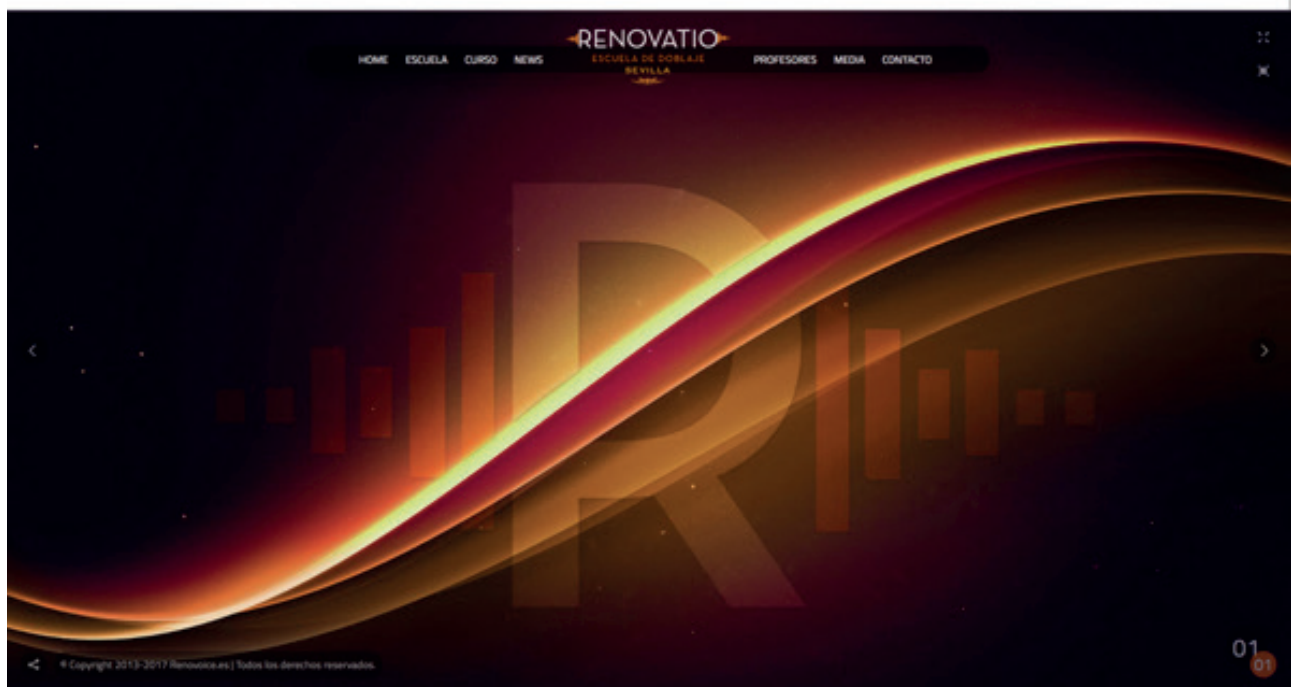 RENOVATIO
ESCUELA DE DOBLAJE
SEVILLA
HOME ESCUELA CURSO NEWS PROFESORES MEDIA CONTACTO
R
© Copyright 2013-2017 Renovoice.es | Todos los derechos reservados.
01
01